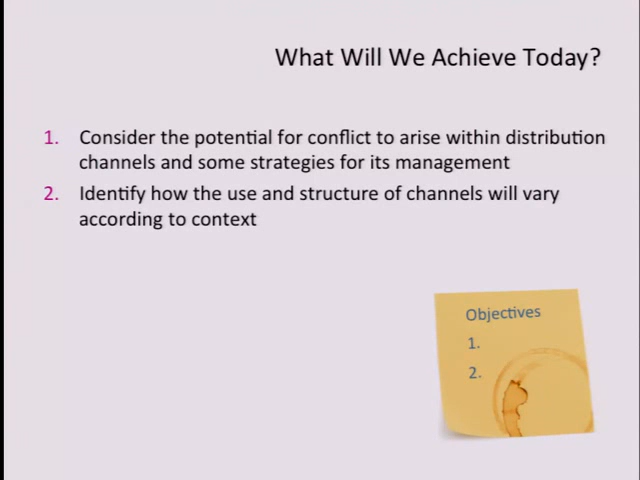 What Will We Achieve Today?
1. Consider the potential for conflict to arise within distribution
channels and some strategies for its management
2. Identify how the use and structure of channels will vary
according to context
Objectives
1.
2.